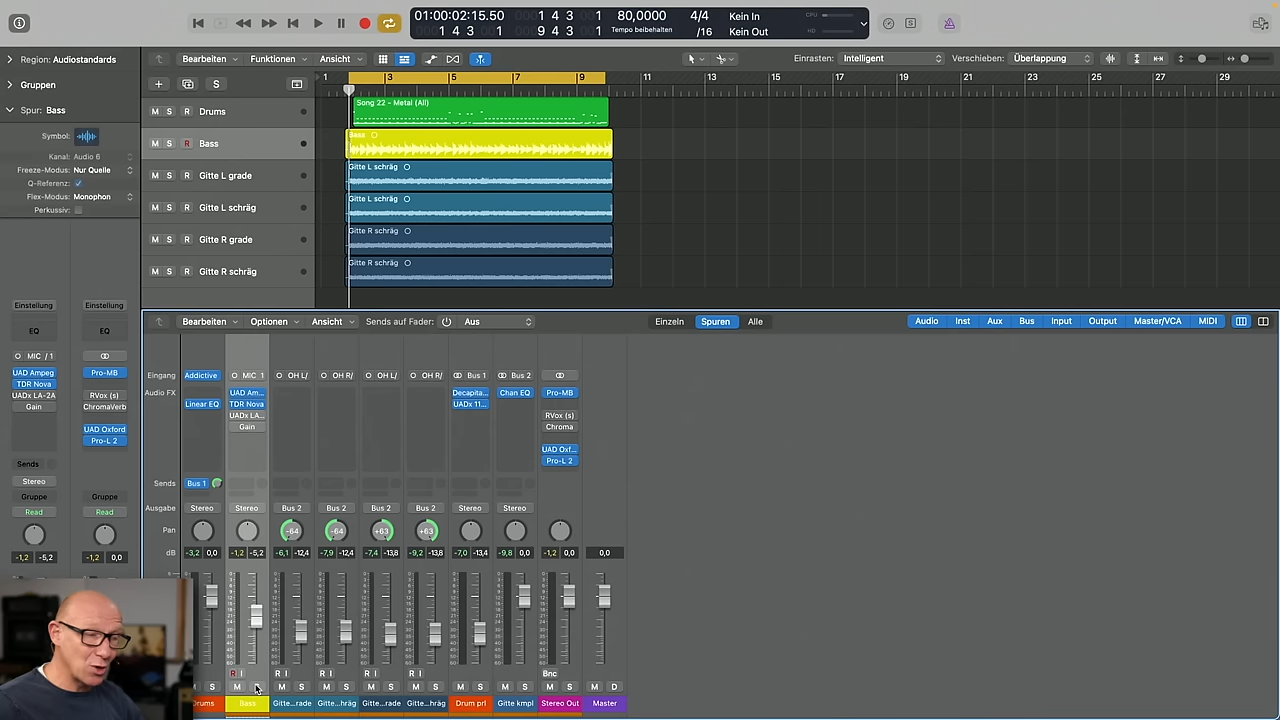 01:00:02:15.50
1 4 3 1
80,0000
4/4
Kein In
CPU
1 4 3 1
9 4 3 1
Tempo beibehalten
/16
Kein Out
HD
Region: Audiostandards
Bearbeiten
Funktionen
Ansicht
Einrasten:
Intelligent
Verschieben:
Überlappung
Gruppen
S
1 3 5 7 9 11 13 15 17 19 21 23 25 27 29
Spur: Bass
Song 22 - Metal (All)
M S R Drums
Symbol:
Bass
M S R Bass
Kanal: Audio 6
Freeze-Modus: Nur Quelle
Gitte L schräg
M S R Gitte L grade
Q-Referenz:
Flex-Modus: Monophon
Gitte L schräg
M S R Gitte L schräg
Perkussiv:
Gitte R schräg
M S R Gitte R grade
Gitte R schräg
M S R Gitte R schräg
Einstellung
Einstellung
Bearbeiten
Optionen
Ansicht
Sends auf Fader:
Aus
Einzeln
Spuren
Alle
Audio
Inst
Aux
Bus
Input
Output
Master/VCA
MIDI
EQ
EQ
MIC / 1
UAD Ampeg
Pro-MB
TDR Nova
UADx LA-2A
RVox (s)
Gain
ChromaVerb
UAD Oxford
Pro-L 2
Sends
Stereo
Gruppe
Gruppe
Read
Read
-1,2 -5,2
-1,2 0,0
Eingang Addictive MIC 1 OH L/ OH R/ OH L/ OH R/ Bus 1 Bus 2
Audio FX UAD Am... Decapita... Chan EQ Pro-MB
Linear EQ TDR Nova UADx 11...
UADx LA... RVox (s)
Gain Chroma
UAD Oxf...
Pro-L 2
Sends Bus 1
Ausgabe Stereo Stereo Bus 2 Bus 2 Bus 2 Bus 2 Stereo Stereo
Pan -64 -64 +63 +63
dB -3,2 0,0 -1,2 -5,2 -6,1 -12,4 -7,9 -12,4 -7,4 -13,8 -9,2 -13,8 -7,0 -13,4 -9,8 0,0 -1,2 0,0 0,0
R I R I R I R I R I Bnc
S M M S M S M S M S M S M S M S M D
Drums Bass Gitte...rade Gitte...hräg Gitte...rade Gitte...hräg Drum prl Gitte kmpl Stereo Out Master